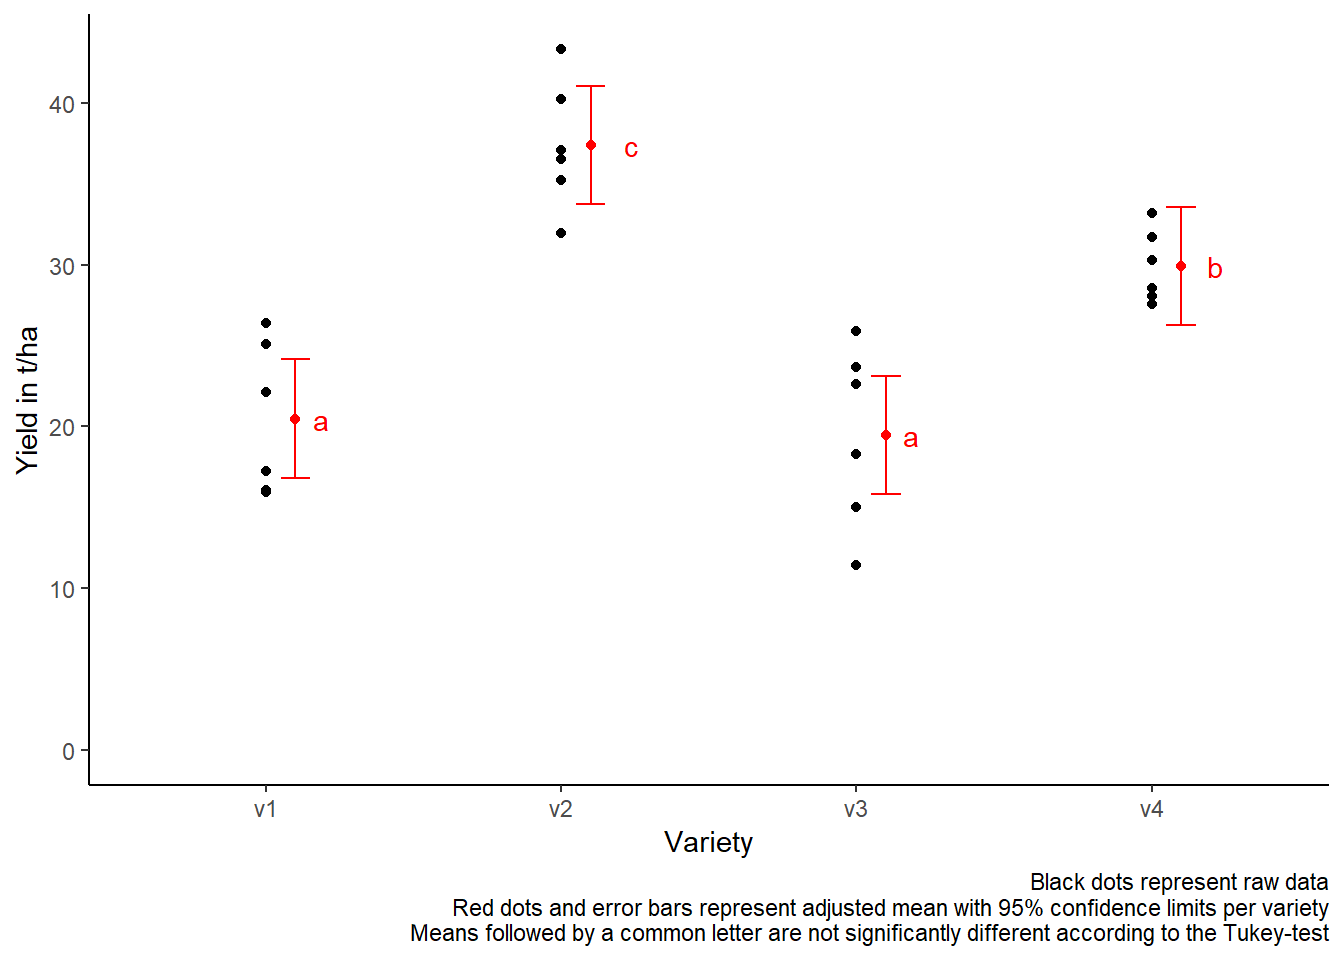 40
c
30
b
Yield in t/ha
20
a
a
10
0
v1 v2 v3 v4
Variety
Black dots represent raw data
Red dots and error bars represent adjusted mean with 95% confidence limits per variety
Means followed by a common letter are not significantly different according to the Tukey-test